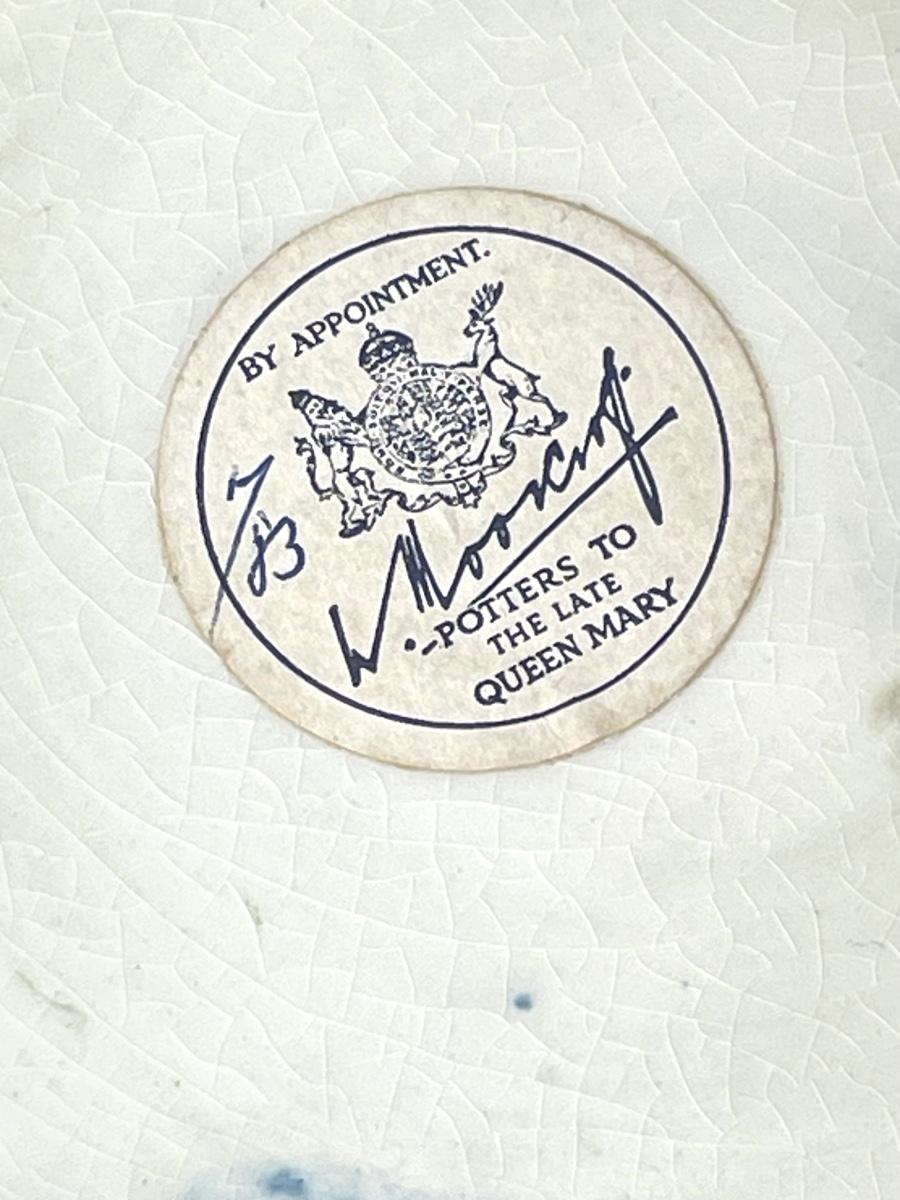 BY APPOINTMENT.
W. Moorcroft.
POTTERS TO
THE LATE
QUEEN MARY